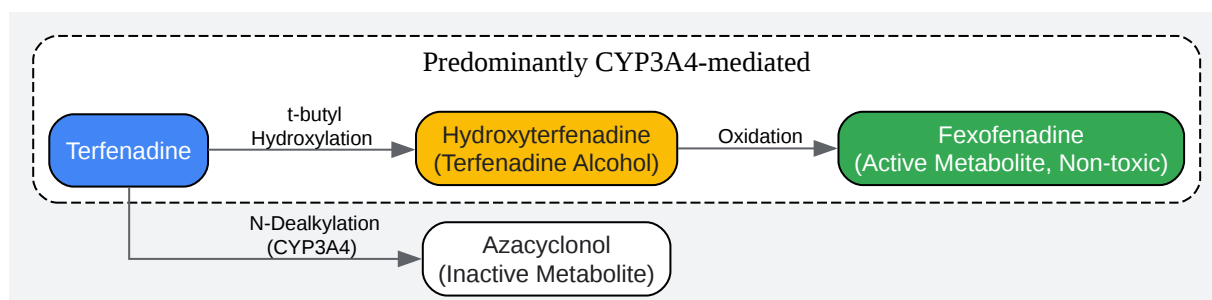 Predominantly CYP3A4-mediated
t-butyl
Hydroxylation
Terfenadine
Hydroxyterfenadine
(Terfenadine Alcohol)
Oxidation
Fexofenadine
(Active Metabolite, Non-toxic)
N-Dealkylation
(CYP3A4)
Azacyclonol
(Inactive Metabolite)